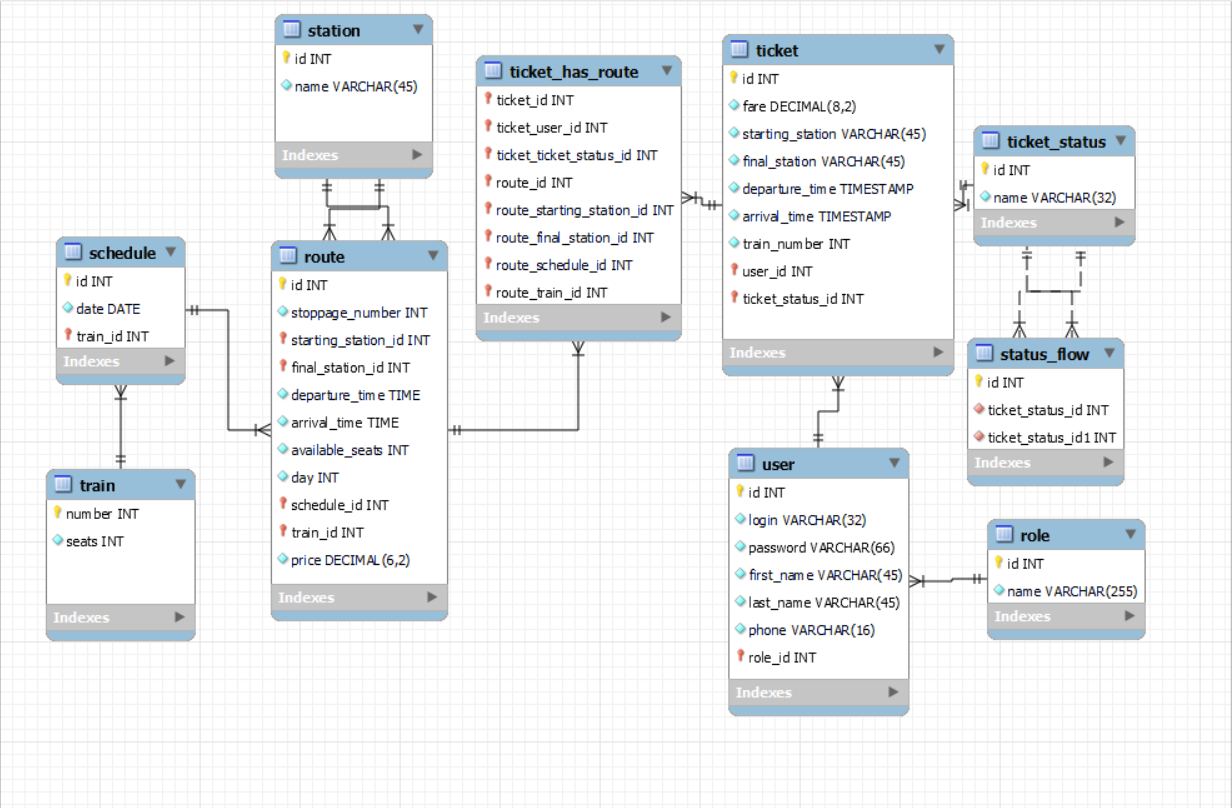 station
id INT
name VARCHAR(45)
Indexes
ticket_has_route
ticket_id INT
ticket_user_id INT
ticket_ticket_status_id INT
route_id INT
route_starting_station_id INT
route_final_station_id INT
route_schedule_id INT
route_train_id INT
Indexes
ticket
id INT
fare DECIMAL(8,2)
starting_station VARCHAR(45)
final_station VARCHAR(45)
departure_time TIMESTAMP
arrival_time TIMESTAMP
train_number INT
user_id INT
ticket_status_id INT
Indexes
ticket_status
id INT
name VARCHAR(32)
Indexes
schedule
id INT
date DATE
train_id INT
Indexes
route
id INT
stoppage_number INT
starting_station_id INT
final_station_id INT
departure_time TIME
arrival_time TIME
available_seats INT
day INT
schedule_id INT
train_id INT
price DECIMAL(6,2)
Indexes
status_flow
id INT
ticket_status_id INT
ticket_status_id1 INT
Indexes
train
number INT
seats INT
Indexes
user
id INT
login VARCHAR(32)
password VARCHAR(66)
first_name VARCHAR(45)
last_name VARCHAR(45)
phone VARCHAR(16)
role_id INT
Indexes
role
id INT
name VARCHAR(255)
Indexes